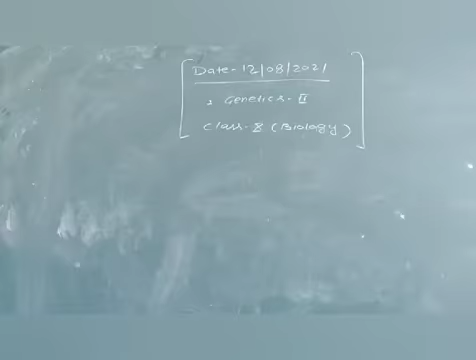 Date-12/08/2021
, Genetics-II
Class-X (Biology)